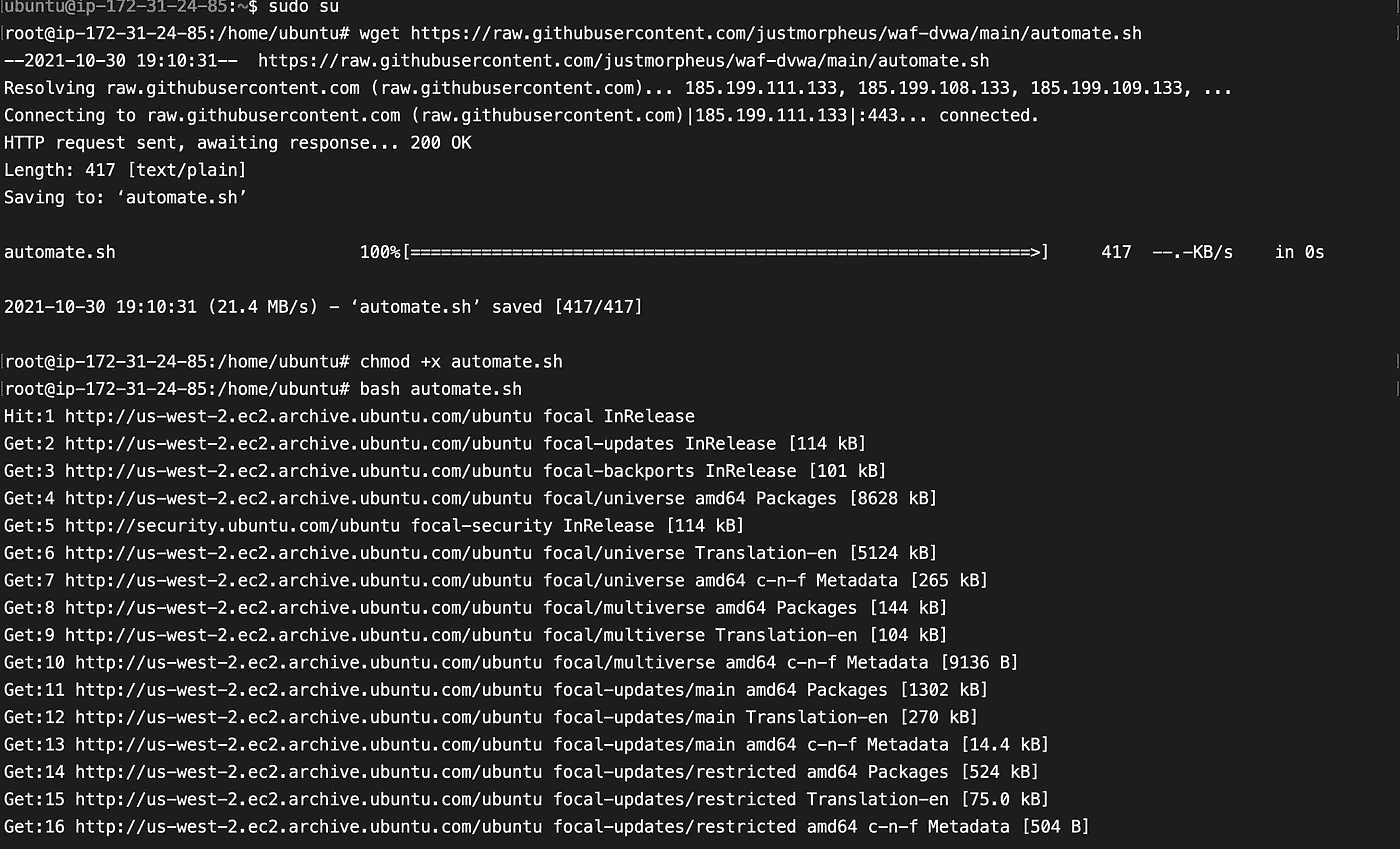 ubuntu@ip-172-31-24-85:~$ sudo su
root@ip-172-31-24-85:/home/ubuntu# wget https://raw.githubusercontent.com/justmorpheus/waf-dvwa/main/automate.sh
--2021-10-30 19:10:31--  https://raw.githubusercontent.com/justmorpheus/waf-dvwa/main/automate.sh
Resolving raw.githubusercontent.com (raw.githubusercontent.com)... 185.199.111.133, 185.199.108.133, 185.199.109.133, ...
Connecting to raw.githubusercontent.com (raw.githubusercontent.com)|185.199.111.133|:443... connected.
HTTP request sent, awaiting response... 200 OK
Length: 417 [text/plain]
Saving to: ‘automate.sh’
automate.sh 100%[=============================================================>] 417 --.-KB/s in 0s
2021-10-30 19:10:31 (21.4 MB/s) - ‘automate.sh’ saved [417/417]
root@ip-172-31-24-85:/home/ubuntu# chmod +x automate.sh
root@ip-172-31-24-85:/home/ubuntu# bash automate.sh
Hit:1 http://us-west-2.ec2.archive.ubuntu.com/ubuntu focal InRelease
Get:2 http://us-west-2.ec2.archive.ubuntu.com/ubuntu focal-updates InRelease [114 kB]
Get:3 http://us-west-2.ec2.archive.ubuntu.com/ubuntu focal-backports InRelease [101 kB]
Get:4 http://us-west-2.ec2.archive.ubuntu.com/ubuntu focal/universe amd64 Packages [8628 kB]
Get:5 http://security.ubuntu.com/ubuntu focal-security InRelease [114 kB]
Get:6 http://us-west-2.ec2.archive.ubuntu.com/ubuntu focal/universe Translation-en [5124 kB]
Get:7 http://us-west-2.ec2.archive.ubuntu.com/ubuntu focal/universe amd64 c-n-f Metadata [265 kB]
Get:8 http://us-west-2.ec2.archive.ubuntu.com/ubuntu focal/multiverse amd64 Packages [144 kB]
Get:9 http://us-west-2.ec2.archive.ubuntu.com/ubuntu focal/multiverse Translation-en [104 kB]
Get:10 http://us-west-2.ec2.archive.ubuntu.com/ubuntu focal/multiverse amd64 c-n-f Metadata [9136 B]
Get:11 http://us-west-2.ec2.archive.ubuntu.com/ubuntu focal-updates/main amd64 Packages [1302 kB]
Get:12 http://us-west-2.ec2.archive.ubuntu.com/ubuntu focal-updates/main Translation-en [270 kB]
Get:13 http://us-west-2.ec2.archive.ubuntu.com/ubuntu focal-updates/main amd64 c-n-f Metadata [14.4 kB]
Get:14 http://us-west-2.ec2.archive.ubuntu.com/ubuntu focal-updates/restricted amd64 Packages [524 kB]
Get:15 http://us-west-2.ec2.archive.ubuntu.com/ubuntu focal-updates/restricted Translation-en [75.0 kB]
Get:16 http://us-west-2.ec2.archive.ubuntu.com/ubuntu focal-updates/restricted amd64 c-n-f Metadata [504 B]